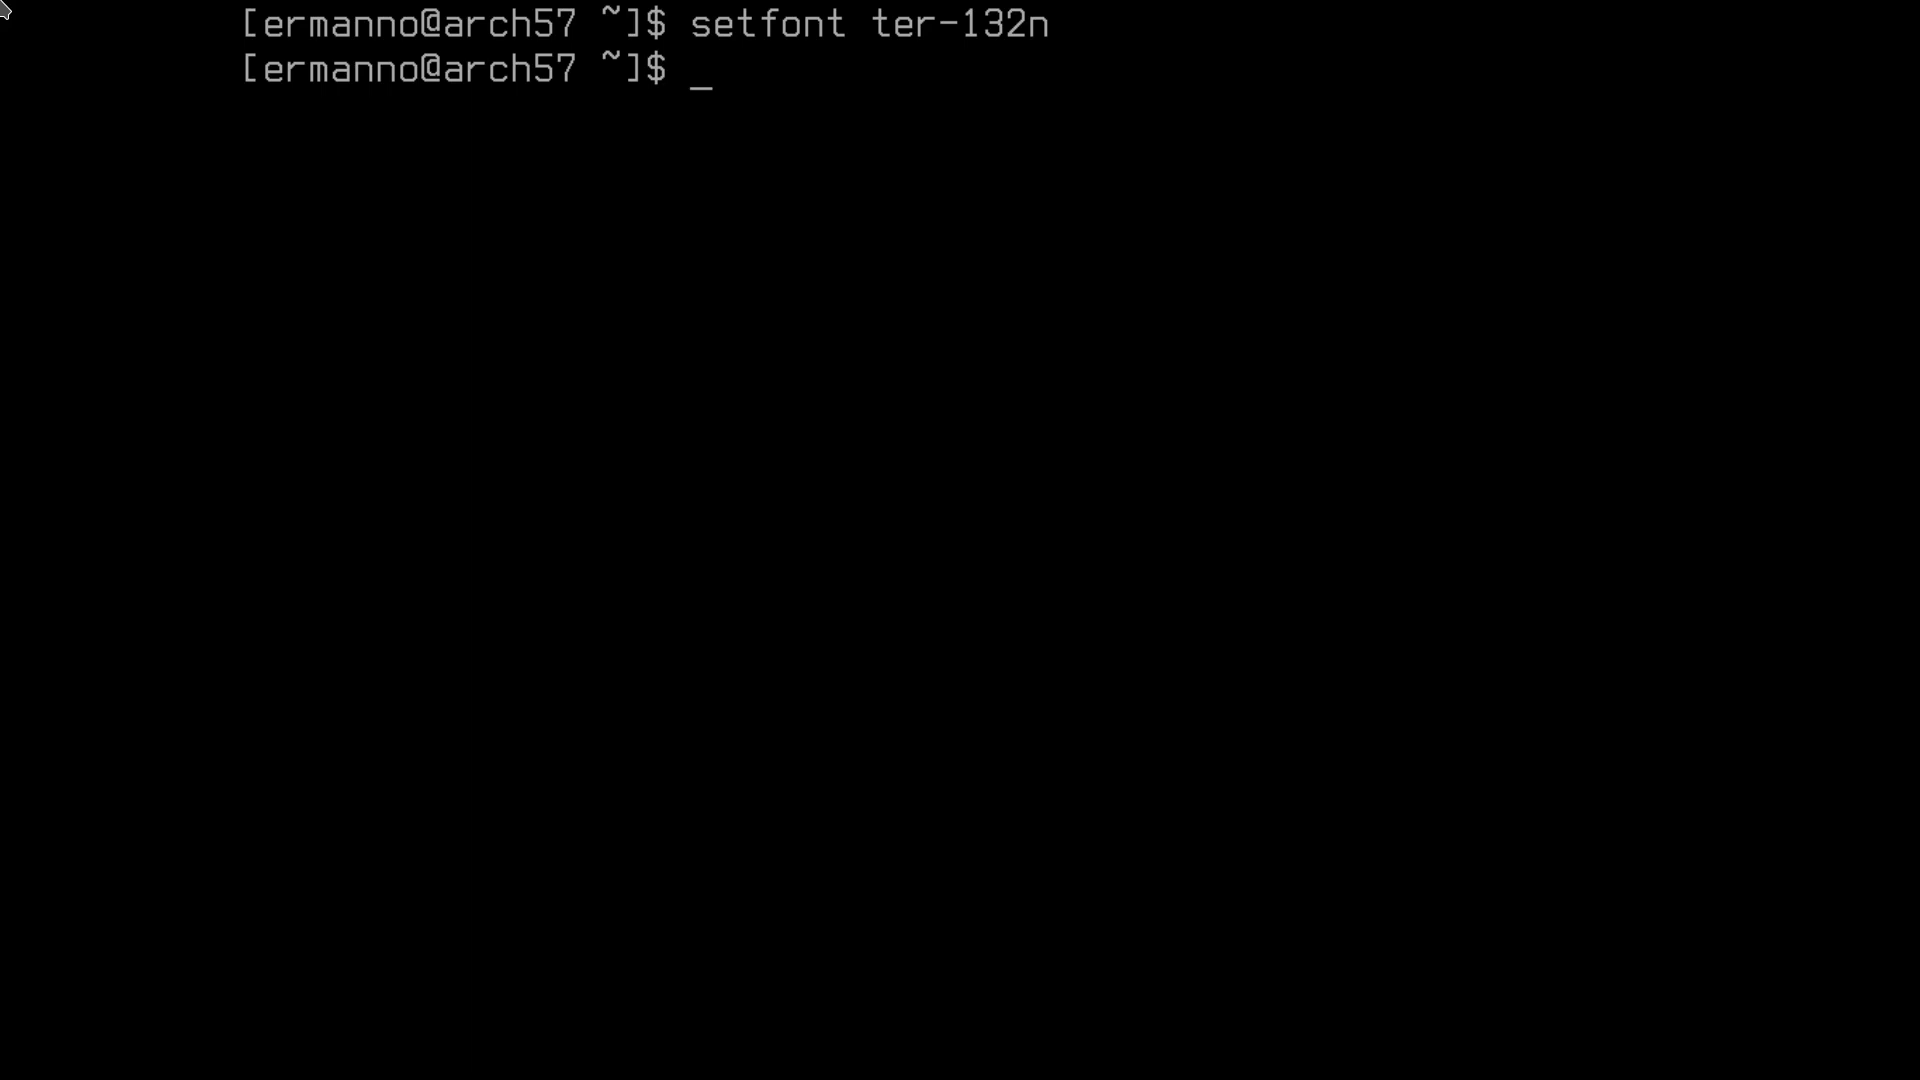 [ermanno@arch57 ~]$ setfont ter-132n
[ermanno@arch57 ~]$ _